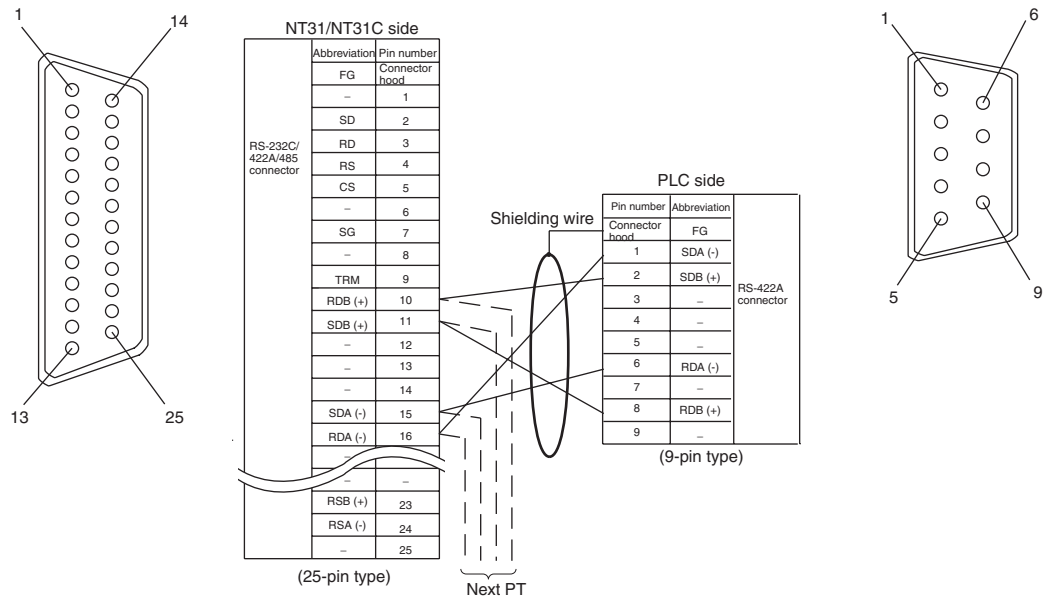 1
14
13
25
NT31/NT31C side
Abbreviation Pin number
RS-232C/
422A/485
connector
FG Connector hood
– 1
SD 2
RD 3
RS 4
CS 5
– 6
SG 7
– 8
TRM 9
RDB (+) 10
SDB (+) 11
– 12
– 13
– 14
SDA (-) 15
RDA (-) 16
–
– –
RSB (+) 23
RSA (-) 24
– 25
(25-pin type)
Next PT
Shielding wire
PLC side
Pin number Abbreviation
Connector hood FG
1 SDA (-)
2 SDB (+)
3 –
4 –
5 –
6 RDA (-)
7 –
8 RDB (+)
9 –
RS-422A
connector
(9-pin type)
1
6
5
9